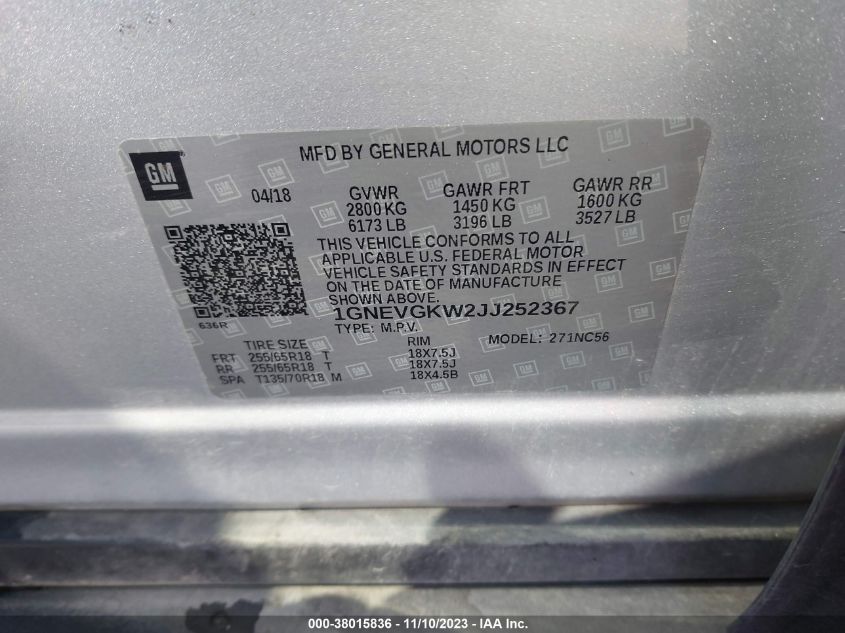 GM
MFD BY GENERAL MOTORS LLC
04/18 GVWR GAWR FRT GAWR RR
2800 KG 1450 KG 1600 KG
6173 LB 3196 LB 3527 LB
THIS VEHICLE CONFORMS TO ALL
APPLICABLE U.S. FEDERAL MOTOR
VEHICLE SAFETY STANDARDS IN EFFECT
ON THE DATE OF MANUFACTURE
SHOWN ABOVE.
1GNEVGKW2JJ252367
636R
TYPE: M.P.V. MODEL: 271NC56
TIRE SIZE RIM
FRT 255/65R18 T 18X7.5J
RR 255/65R18 T 18X7.5J
SPA T135/70R18 M 18X4.5B
000-38015836 - 11/10/2023 - IAA Inc.